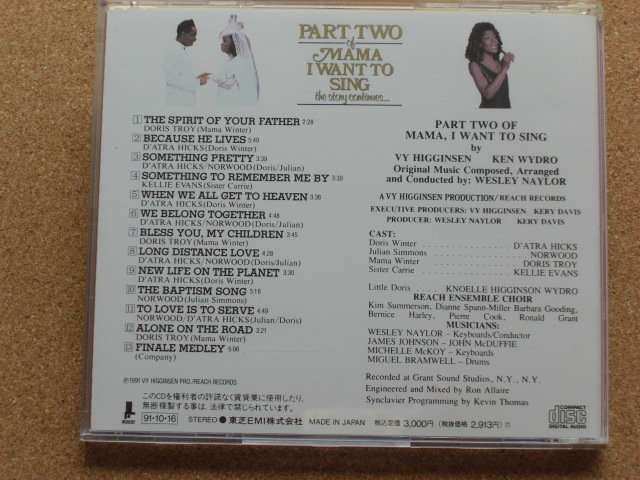 PART TWO
of
MAMA
I WANT TO
SING
the story continues...
1 THE SPIRIT OF YOUR FATHER 2:28
DORIS TROY(Mama Winter)
2 BECAUSE HE LIVES 5:49
D'ATRA HICKS(Doris Winter)
3 SOMETHING PRETTY 3:39
D'ATRA HICKS/NORWOOD(Doris/Julian)
4 SOMETHING TO REMEMBER ME BY 3:30
KELLIE EVANS(Sister Carrie)
5 WHEN WE ALL GET TO HEAVEN 3:36
D'ATRA HICKS(Doris Winter)
6 WE BELONG TOGETHER 4:48
D'ATRA HICKS/NORWOOD(Doris/Julian)
7 BLESS YOU, MY CHILDREN 3:45
DORIS TROY(Mama Winter)
8 LONG DISTANCE LOVE 4:28
D'ATRA HICKS/NORWOOD(Doris/Julian)
9 NEW LIFE ON THE PLANET 3:30
D'ATRA HICKS(Doris Winter)
10 THE BAPTISM SONG 5:16
NORWOOD(Julian Simmons)
11 TO LOVE IS TO SERVE 4:49
NORWOOD/D'ATRA HICKS(Julian/Doris)
12 ALONE ON THE ROAD 3:21
DORIS TROY(Mama Winter)
13 FINALE MEDLEY 5:06
(Company)
PART TWO OF
MAMA, I WANT TO SING
by
VY HIGGINSEN KEN WYDRO
Original Music Composed, Arranged
and Conducted by: WESLEY NAYLOR
A VY HIGGINSEN PRODUCTION/REACH RECORDS
EXECUTIVE PRODUCERS: VY HIGGINSEN KERY DAVIS
PRODUCER: WESLEY NAYLOR KERY DAVIS
CAST:
Doris Winter . . . . . . . . . . . . D'ATRA HICKS
Julian Simmons . . . . . . . . . . . . NORWOOD
Mama Winter . . . . . . . . . . . . DORIS TROY
Sister Carrie . . . . . . . . . . . . KELLIE EVANS
Little Doris . . . . . KNOELLE HIGGINSON WYDRO
REACH ENSEMBLE CHOIR
Kim Summerson, Dianne Spann-Miller Barbara Gooding,
Bernice Harley, Pierre Cook, Ronald Grant
MUSICIANS:
WESLEY NAYLOR – Keyboards/Conductor
JAMES JOHNSON – JOHN McDUFFIE
MICHELLE McKOY – Keyboards
MIGUEL BRAMWELL – Drums
Recorded at Grant Sound Studios, N.Y., N.Y.
Engineered and Mixed by Ron Allaire
Synclavier Programming by Kevin Thomas
Ⓟ1991 VY HIGGINSEN PRO./REACH RECORDS
このCDを権利者の許諾なく賃貸業に使用したり、
無断複製する事は、法律で禁じられています。
91・10・16 STEREO ●東芝EMI株式会社 MADE IN JAPAN 税込定価 3,000円 (税抜価格 2,913円)
COMPACT
disc
DIGITAL AUDIO